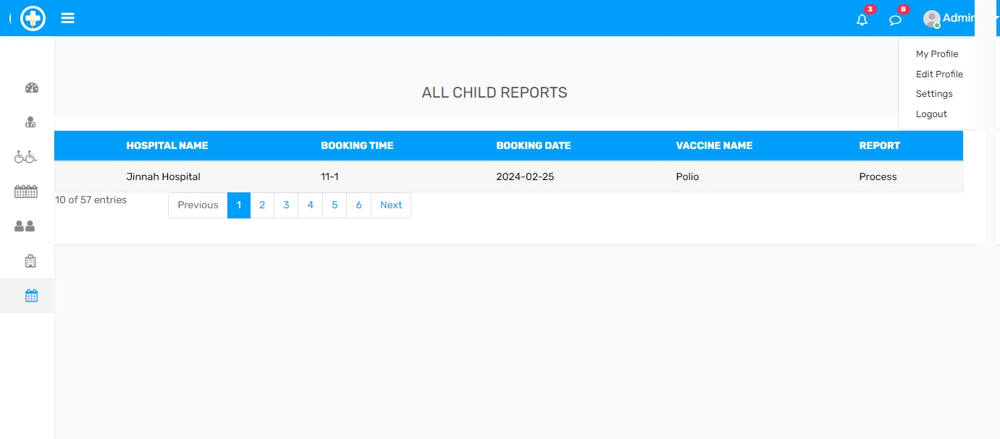 3
8
Admin
My Profile
Edit Profile
Settings
Logout
ALL CHILD REPORTS
HOSPITAL NAME BOOKING TIME BOOKING DATE VACCINE NAME REPORT
Jinnah Hospital 11-1 2024-02-25 Polio Process
10 of 57 entries
Previous 1 2 3 4 5 6 Next